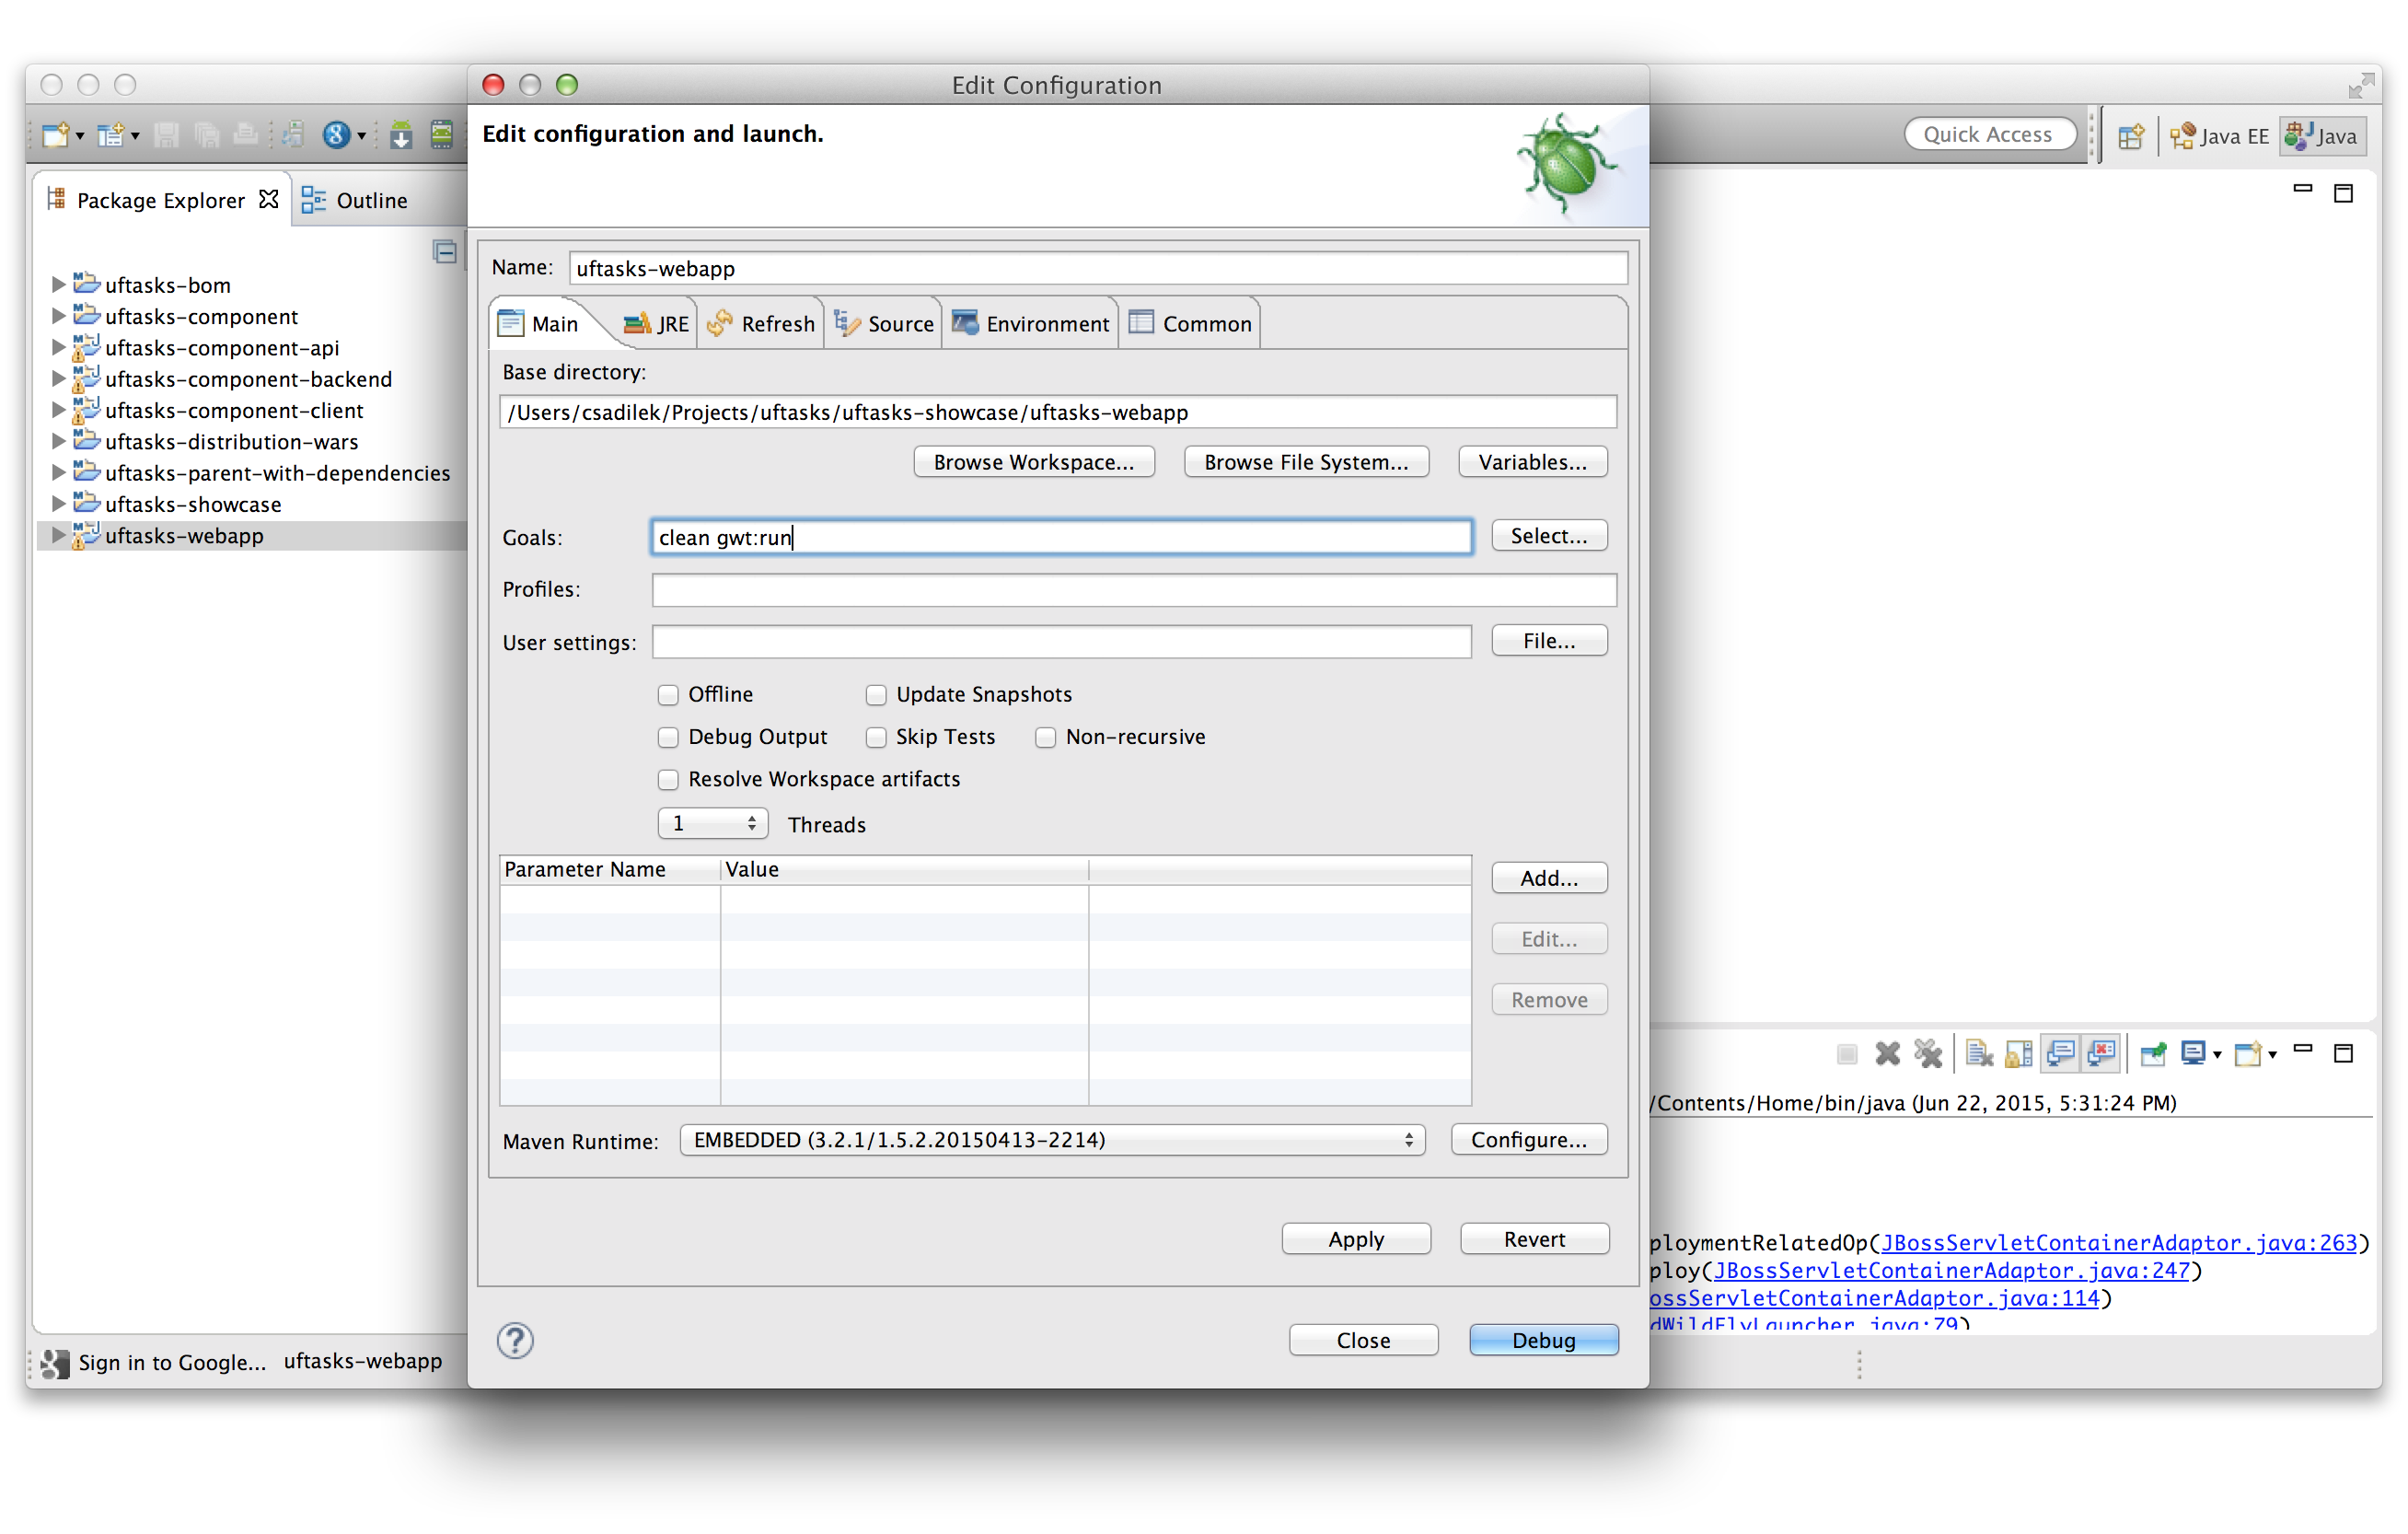 Edit Configuration
Edit configuration and launch.
Quick Access
Java EE
Java
Package Explorer
Outline
uftasks-bom
uftasks-component
uftasks-component-api
uftasks-component-backend
uftasks-component-client
uftasks-distribution-wars
uftasks-parent-with-dependencies
uftasks-showcase
uftasks-webapp
Name: uftasks-webapp
Main JRE Refresh Source Environment Common
Base directory:
/Users/csadilek/Projects/uftasks/uftasks-showcase/uftasks-webapp
Browse Workspace... Browse File System... Variables...
Goals: clean gwt:run Select...
Profiles:
User settings: File...
Offline Update Snapshots
Debug Output Skip Tests Non-recursive
Resolve Workspace artifacts
1 Threads
Parameter Name Value
Add...
Edit...
Remove
Maven Runtime: EMBEDDED (3.2.1/1.5.2.20150413-2214) Configure...
Apply Revert
Close Debug
/Contents/Home/bin/java (Jun 22, 2015, 5:31:24 PM)
ploymentRelatedOp(JBossServletContainerAdaptor.java:263)
ploy(JBossServletContainerAdaptor.java:247)
ossServletContainerAdaptor.java:114)
dWildFlyLauncher.java:79)
Sign in to Google... uftasks-webapp